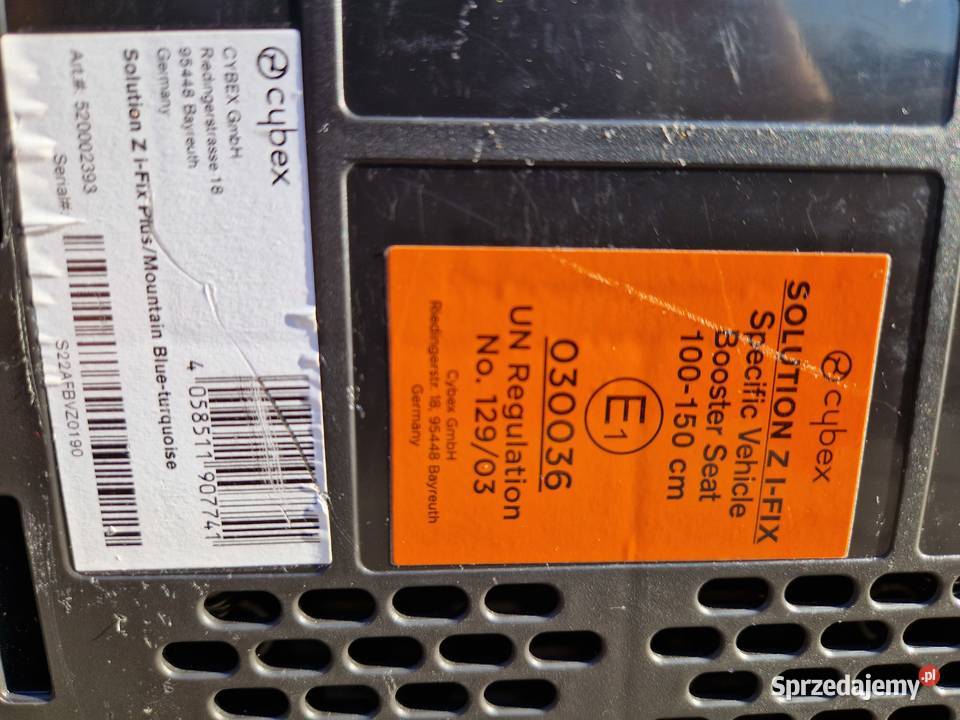 cybex
CYBEX GmbH
Riedingerstrasse 18
95448 Bayreuth
Germany
Solution Z i-Fix Plus/Mountain Blue-turquoise
4 058511 907741
Art.#: 520002393
Serial#:
S22AFBVZ0190
cybex
SOLUTION Z I-FIX
Specific Vehicle
Booster Seat
100-150 cm
E1
030036
UN Regulation
No. 129/03
Cybex GmbH
Riedingerstr. 18, 95448 Bayreuth
Germany
Sprzedajemy.pl